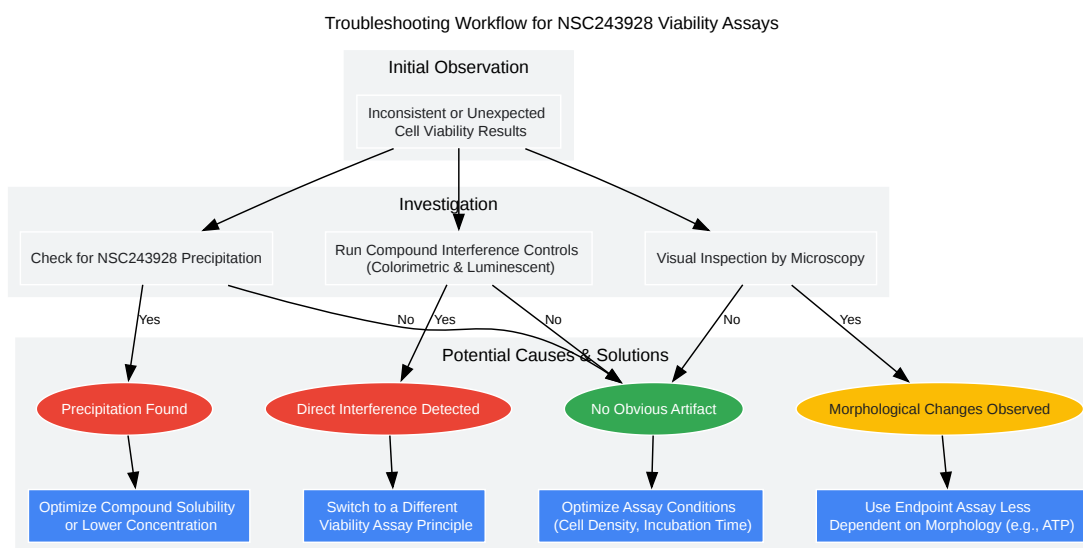 Troubleshooting Workflow for NSC243928 Viability Assays
Initial Observation
Inconsistent or Unexpected
Cell Viability Results
Investigation
Check for NSC243928 Precipitation
Run Compound Interference Controls
(Colorimetric & Luminescent)
Visual Inspection by Microscopy
Yes
No
Yes
No
No
Yes
Potential Causes & Solutions
Precipitation Found
Direct Interference Detected
No Obvious Artifact
Morphological Changes Observed
Optimize Compound Solubility
or Lower Concentration
Switch to a Different
Viability Assay Principle
Optimize Assay Conditions
(Cell Density, Incubation Time)
Use Endpoint Assay Less
Dependent on Morphology (e.g., ATP)